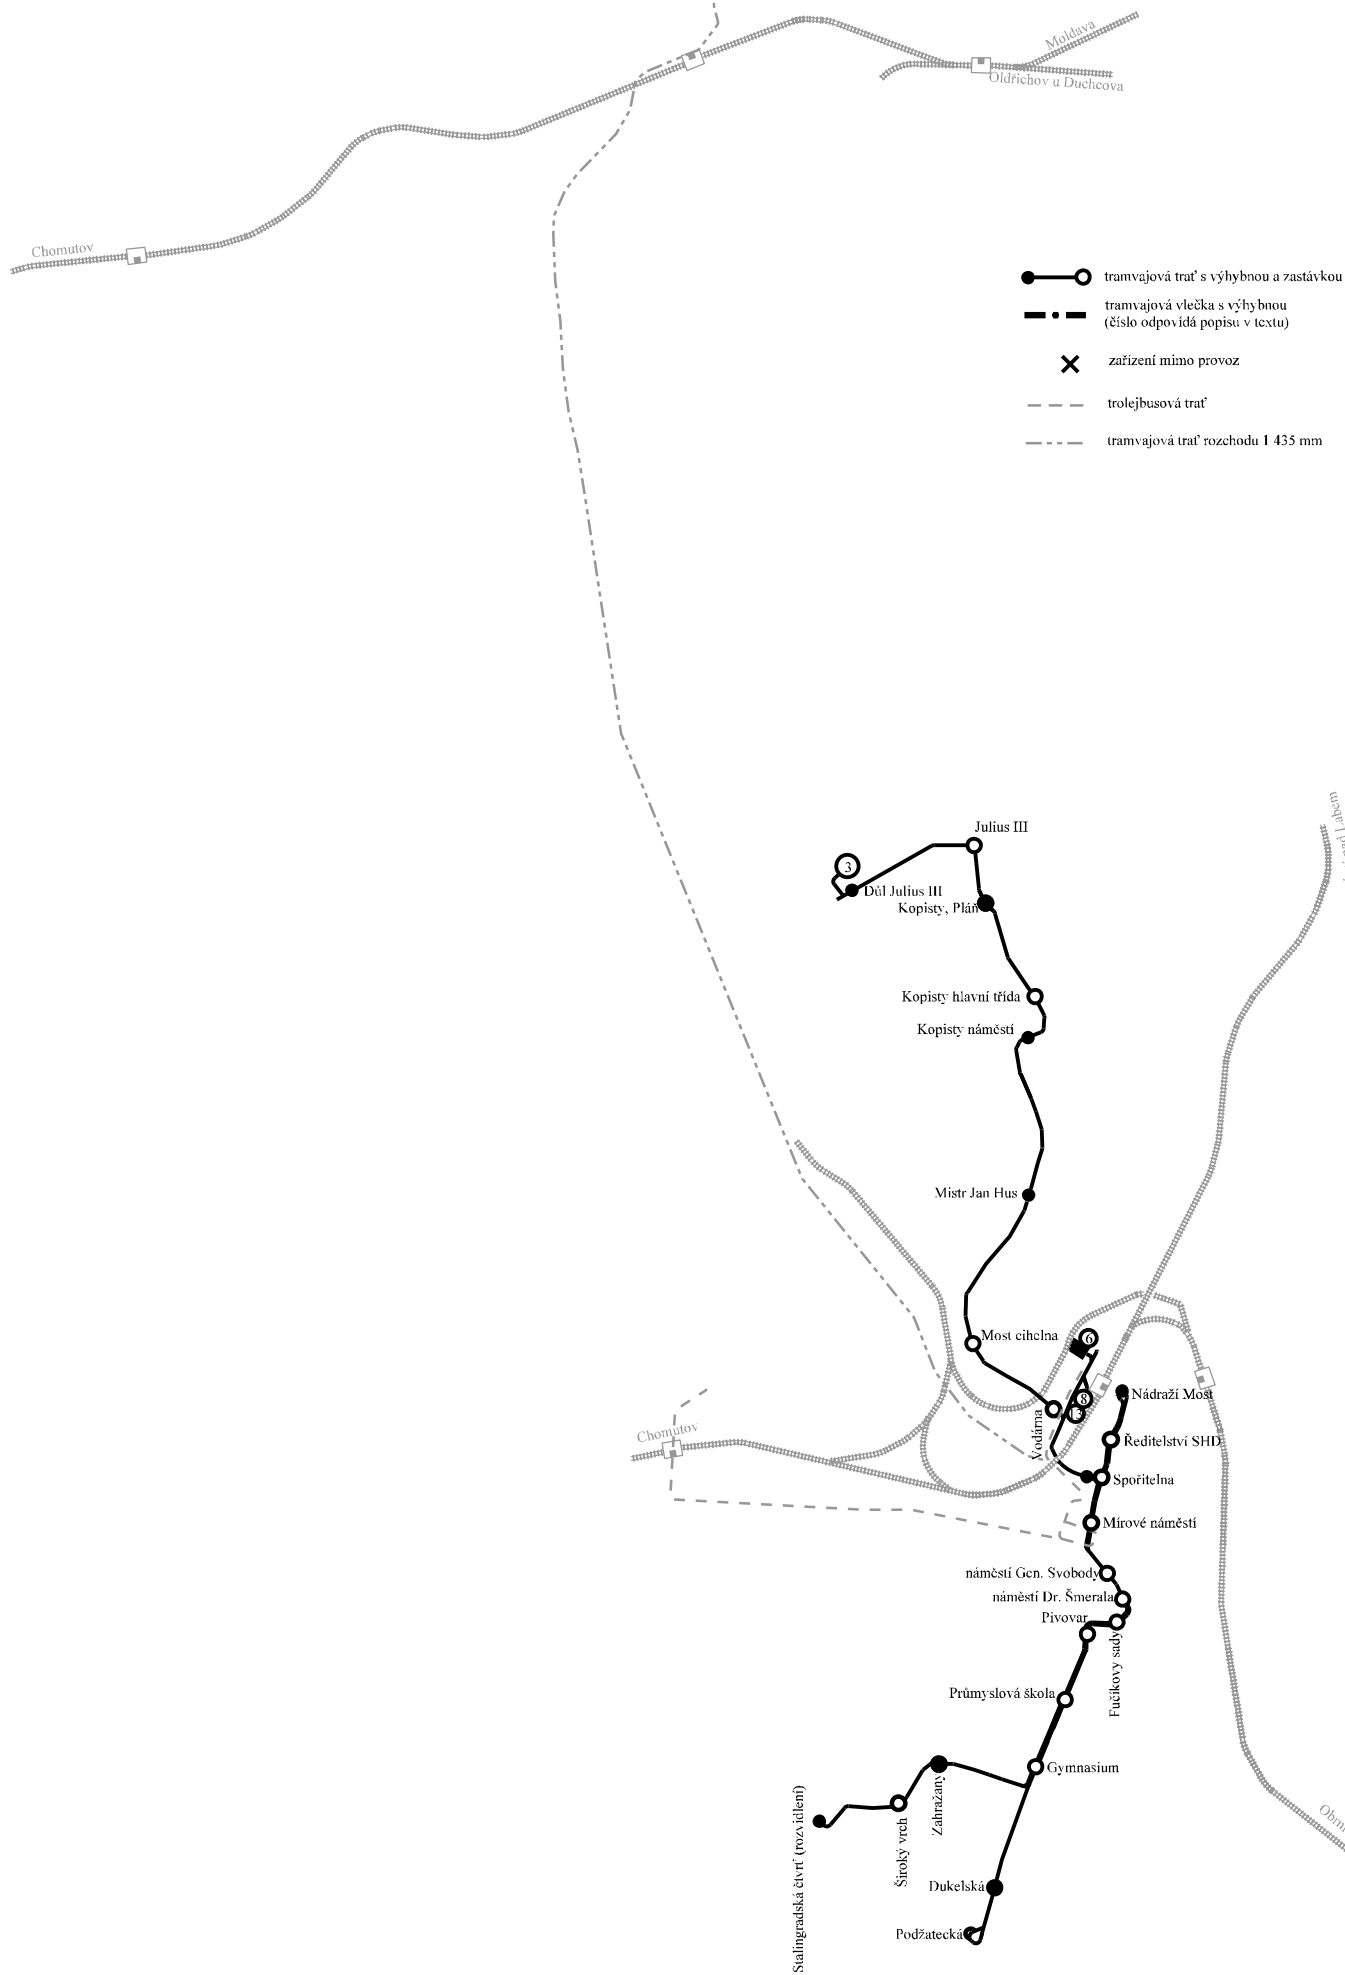 Moldava
Oldřichov u Duchcova
Chomutov
tramvajová trať s výhybnou a zastávkou
tramvajová vlečka s výhybnou
(číslo odpovídá popisu v textu)
zařízení mimo provoz
trolejbusová trať
tramvajová trať rozchodu 1 435 mm
Julius III
3
Důl Julius III
Kopisty, Pláň
Kopisty hlavní třída
Kopisty náměstí
Mistr Jan Hus
Most cihelna
6
Nádraží Most
8
13
Vodárna
Chomutov
Ředitelství SHD
Spořitelna
Mírové náměstí
náměstí Gen. Svobody
náměstí Dr. Šmerala
Pivovar
Fučíkovy sady
Průmyslová škola
Gymnasium
Zahražany
Široký vrch
Stalingradská čtvrť (rozvidlení)
Dukelská
Podžatecká